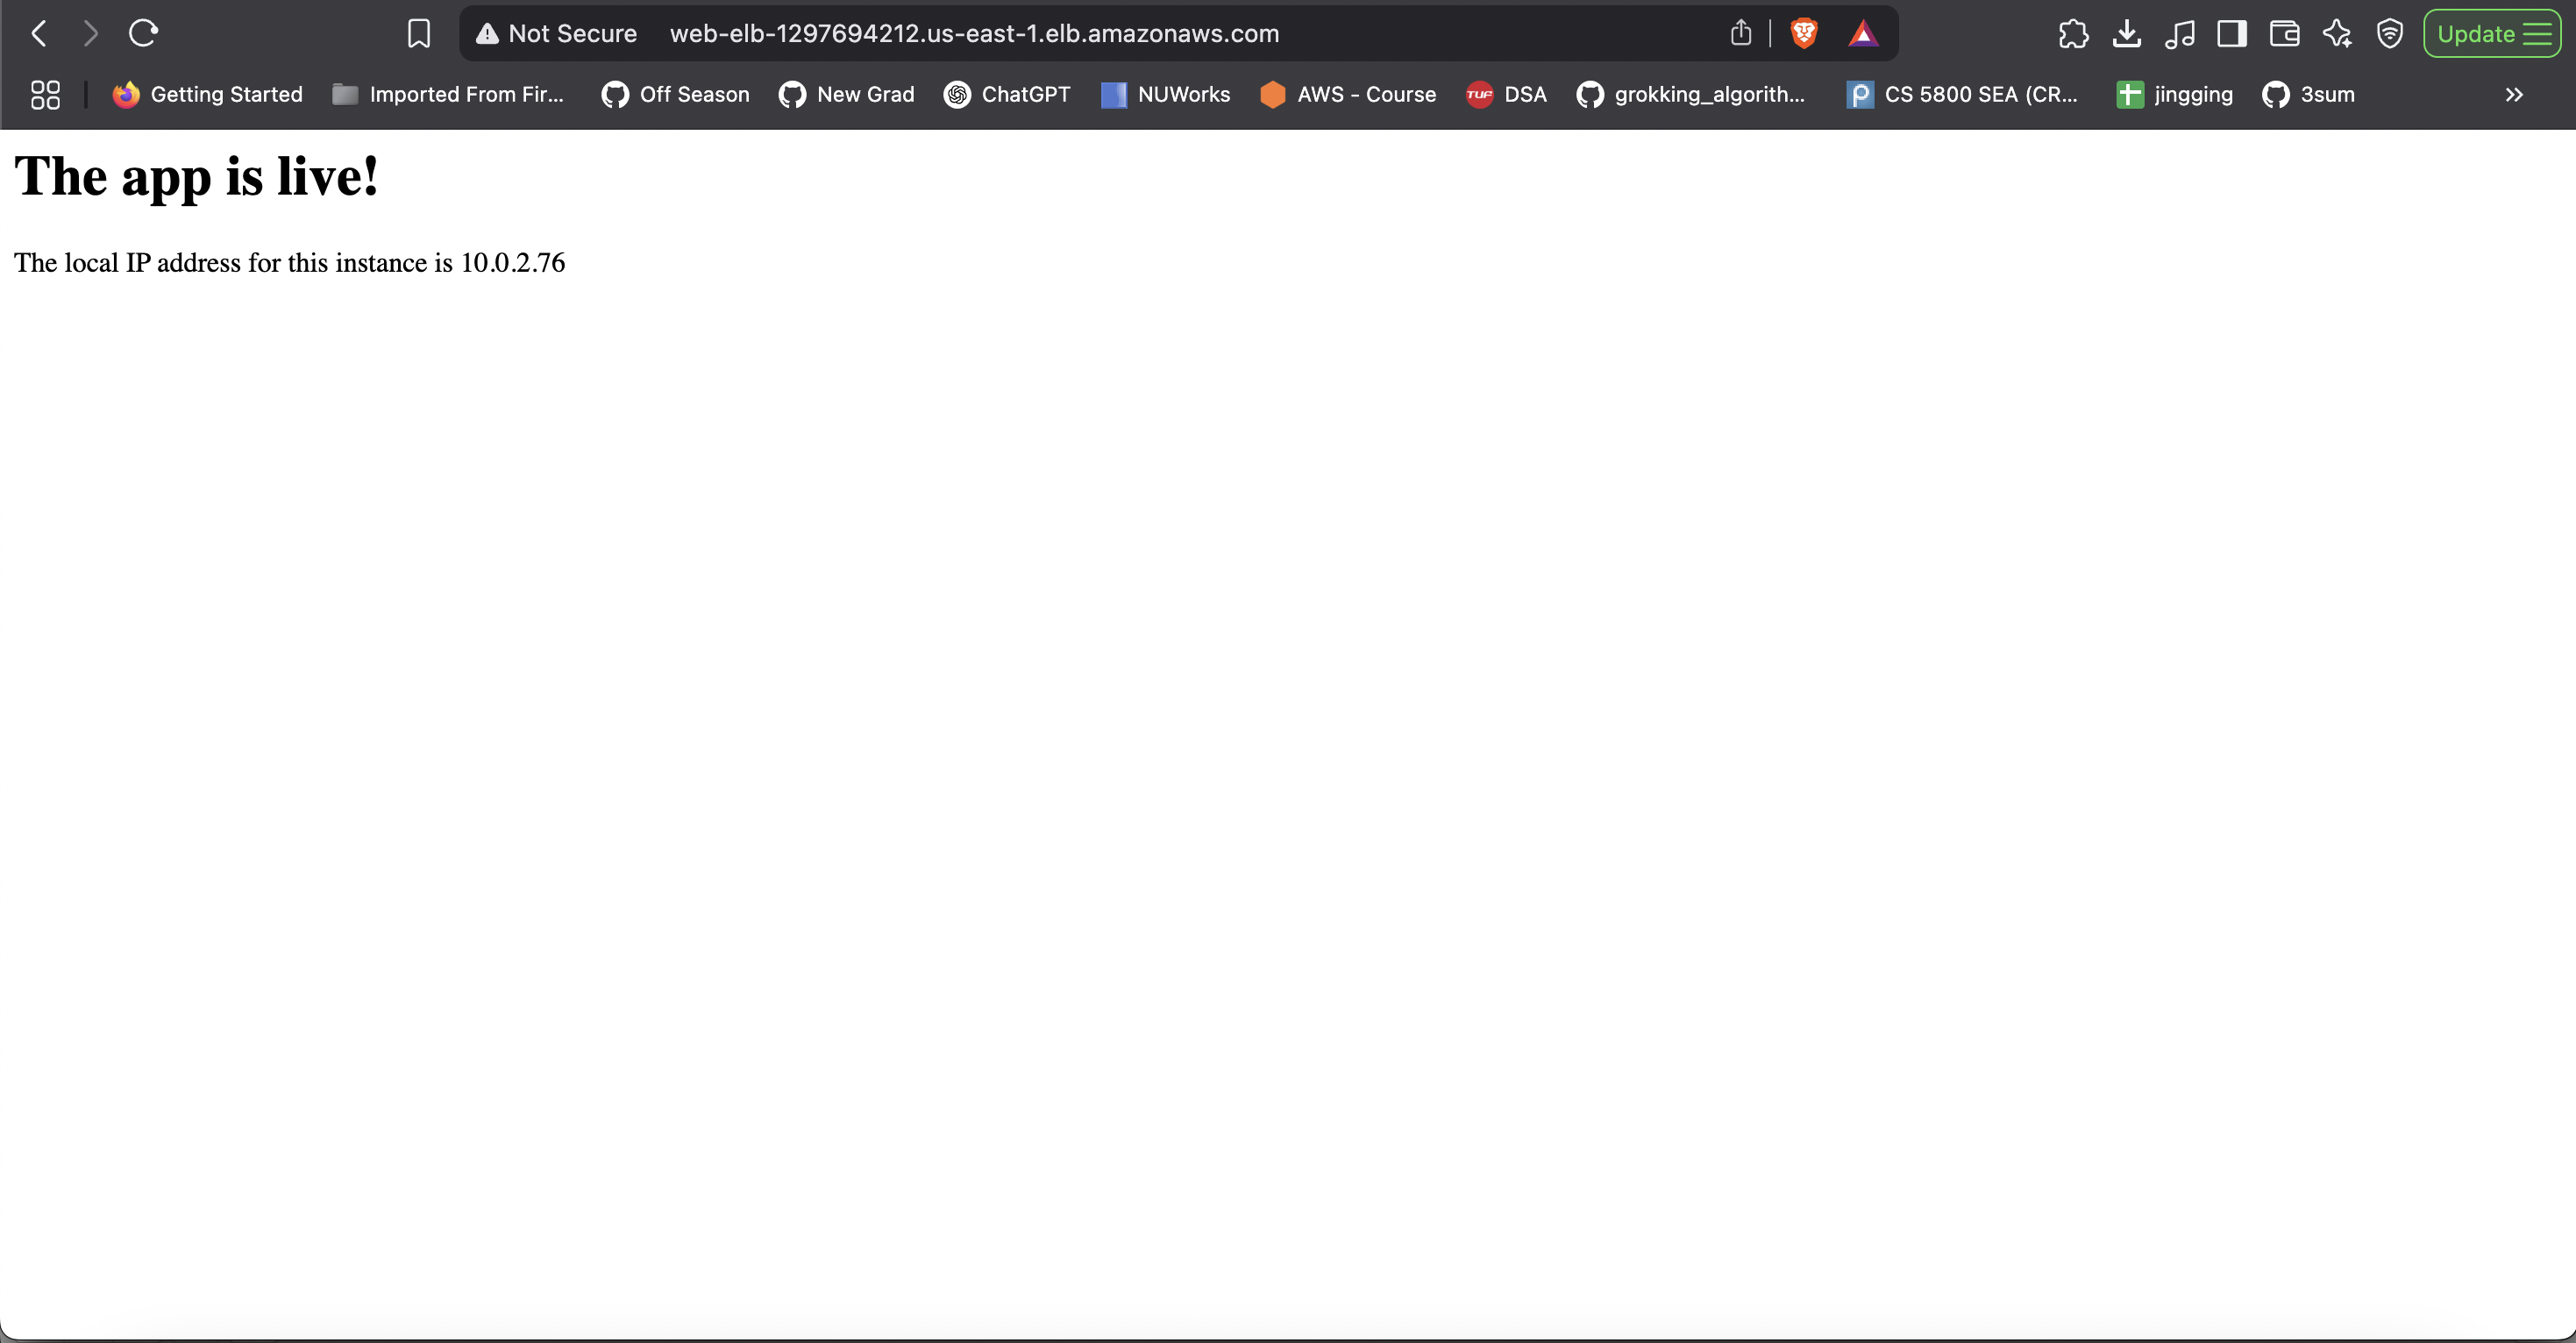 Not Secure web-elb-1297694212.us-east-1.elb.amazonaws.com Update
Getting Started Imported From Fir... Off Season New Grad ChatGPT NUWorks AWS - Course TUF DSA grokking_algorith... CS 5800 SEA (CR... jingging 3sum
The app is live!
The local IP address for this instance is 10.0.2.76